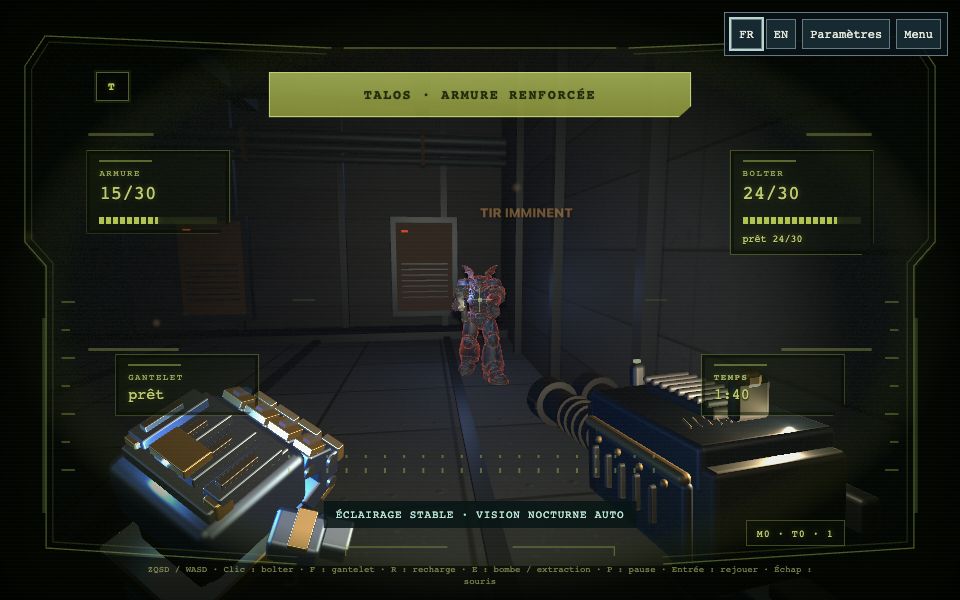 FR
EN
Paramètres
Menu
T
TALOS · ARMURE RENFORCÉE
ARMURE
15/30
BOLTER
24/30
prêt 24/30
TIR IMMINENT
GANTELET
prêt
TEMPS
1:40
ÉCLAIRAGE STABLE · VISION NOCTURNE AUTO
M0 · T0 · 1
ZQSD / WASD · Clic : bolter · F : gantelet · R : recharge · E : bombe / extraction · P : pause · Entrée : rejouer · Échap :
souris